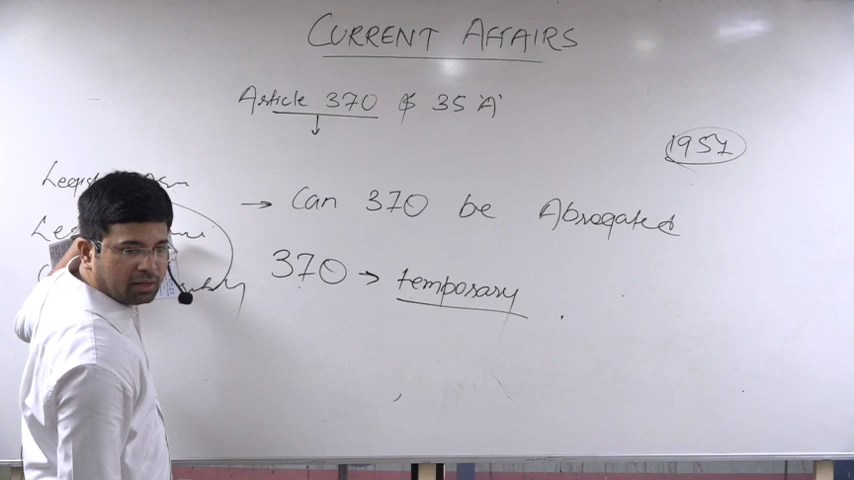 CURRENT AFFAIRS
Article 370 & 35 'A'
1957
→ Can 370 be Abrogated
370 → temporary